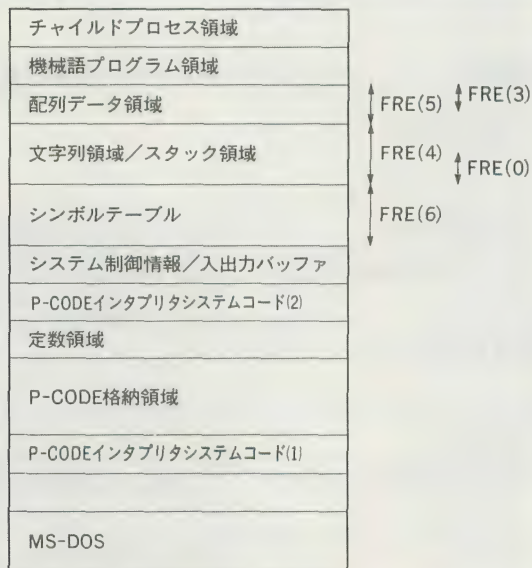 チャイルドプロセス領域
機械語プログラム領域
配列データ領域
FRE(5)
FRE(3)
文字列領域/スタック領域
FRE(4)
FRE(0)
シンボルテーブル
FRE(6)
システム制御情報/入出力バッファ
P-CODEインタプリタシステムコード(2)
定数領域
P-CODE格納領域
P-CODEインタプリタシステムコード(1)
MS-DOS